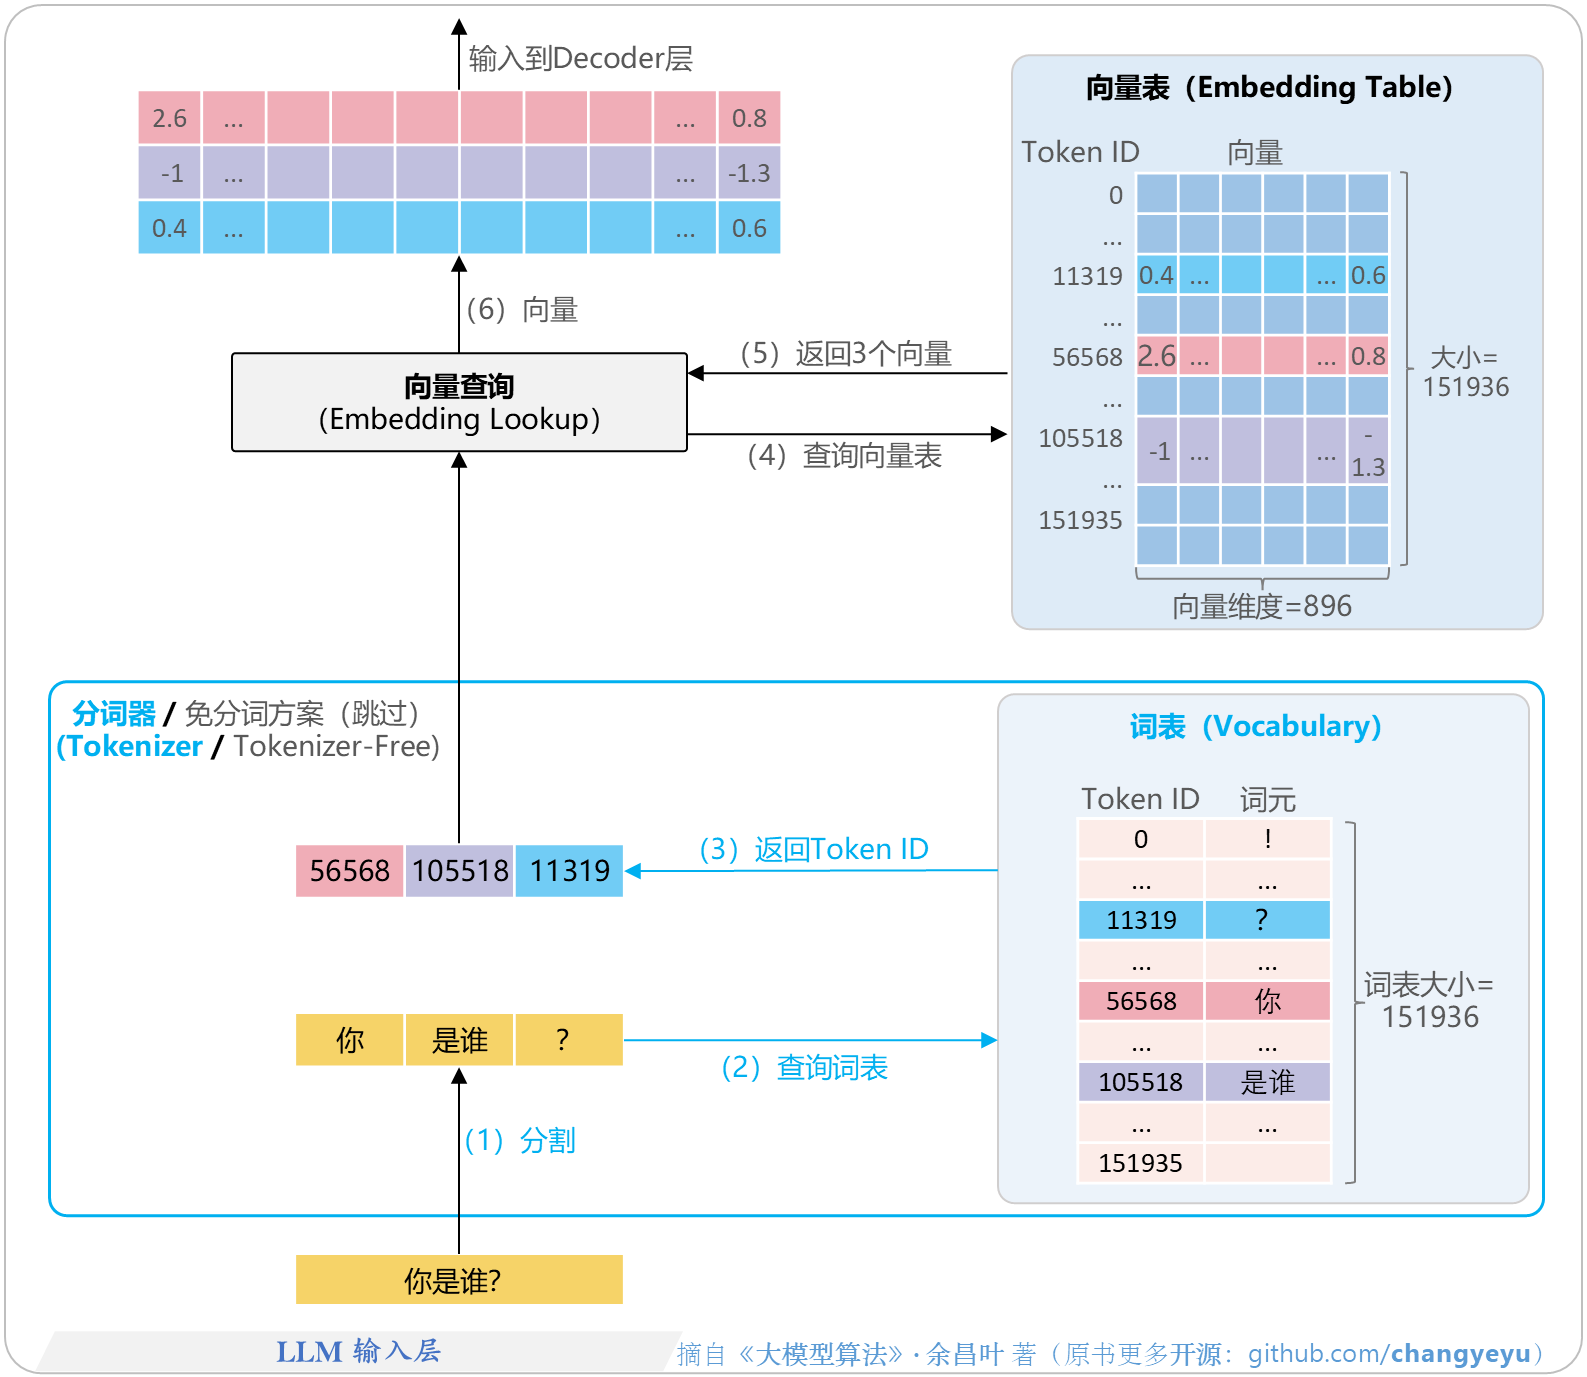 输入到Decoder层
2.6 ... ... 0.8
-1 ... ... -1.3
0.4 ... ... 0.6
(6) 向量
向量查询
(Embedding Lookup)
(5) 返回3个向量
(4) 查询向量表
向量表 (Embedding Table)
Token ID 向量
0
...
11319 0.4 ... ... 0.6
...
56568 2.6 ... ... 0.8
...
105518 -1 ... ... -1.3
...
151935
大小=
151936
向量维度=896
分词器 / 免分词方案 (跳过)
(Tokenizer / Tokenizer-Free)
56568 105518 11319
(3) 返回Token ID
你 是谁 ?
(2) 查询词表
(1) 分割
词表 (Vocabulary)
Token ID 词元
0 !
... ...
11319 ?
... ...
56568 你
... ...
105518 是谁
... ...
151935
词表大小=
151936
你是谁?
LLM 输入层
摘自《大模型算法》· 余昌叶 著 (原书更多开源: github.com/changyeyu)